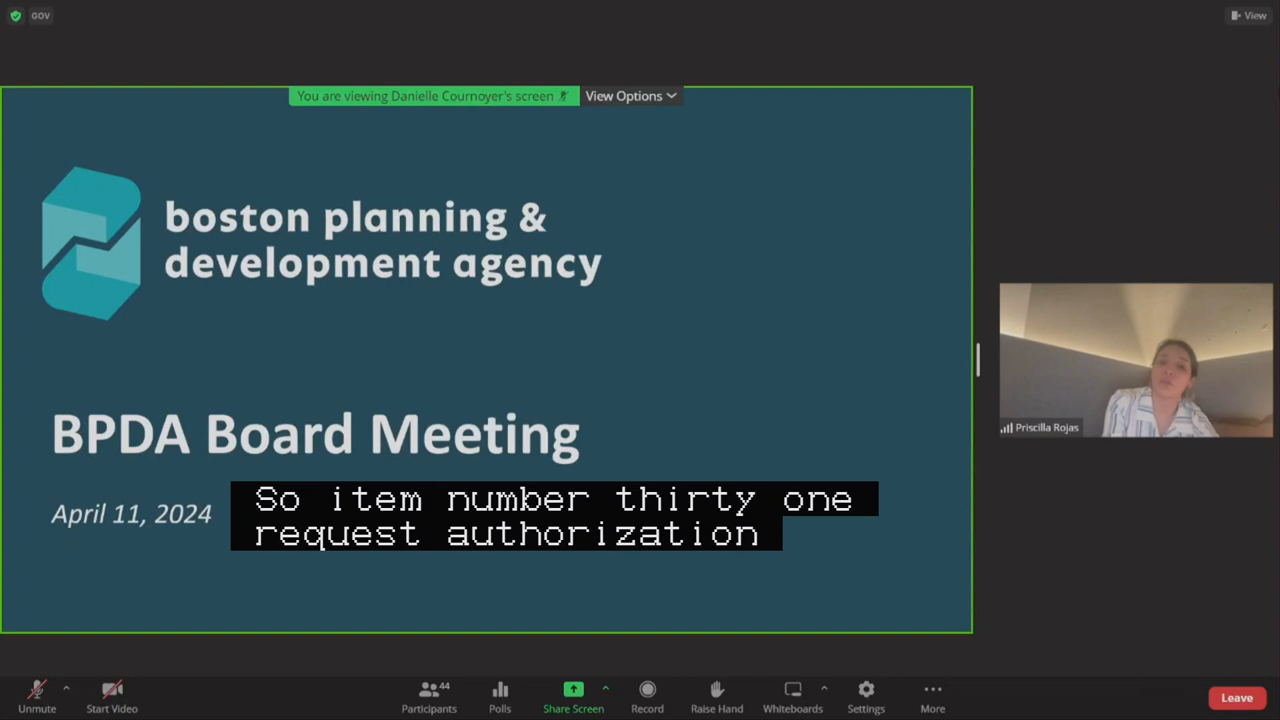 GOV
View
You are viewing Danielle Cournoyer's screen
View Options
boston planning &
development agency
BPDA Board Meeting
April 11, 2024
So item number thirty one
request authorization
Priscilla Rojas
Unmute
Start Video
Participants
44
Polls
Share Screen
Record
Raise Hand
Whiteboards
Settings
More
Leave